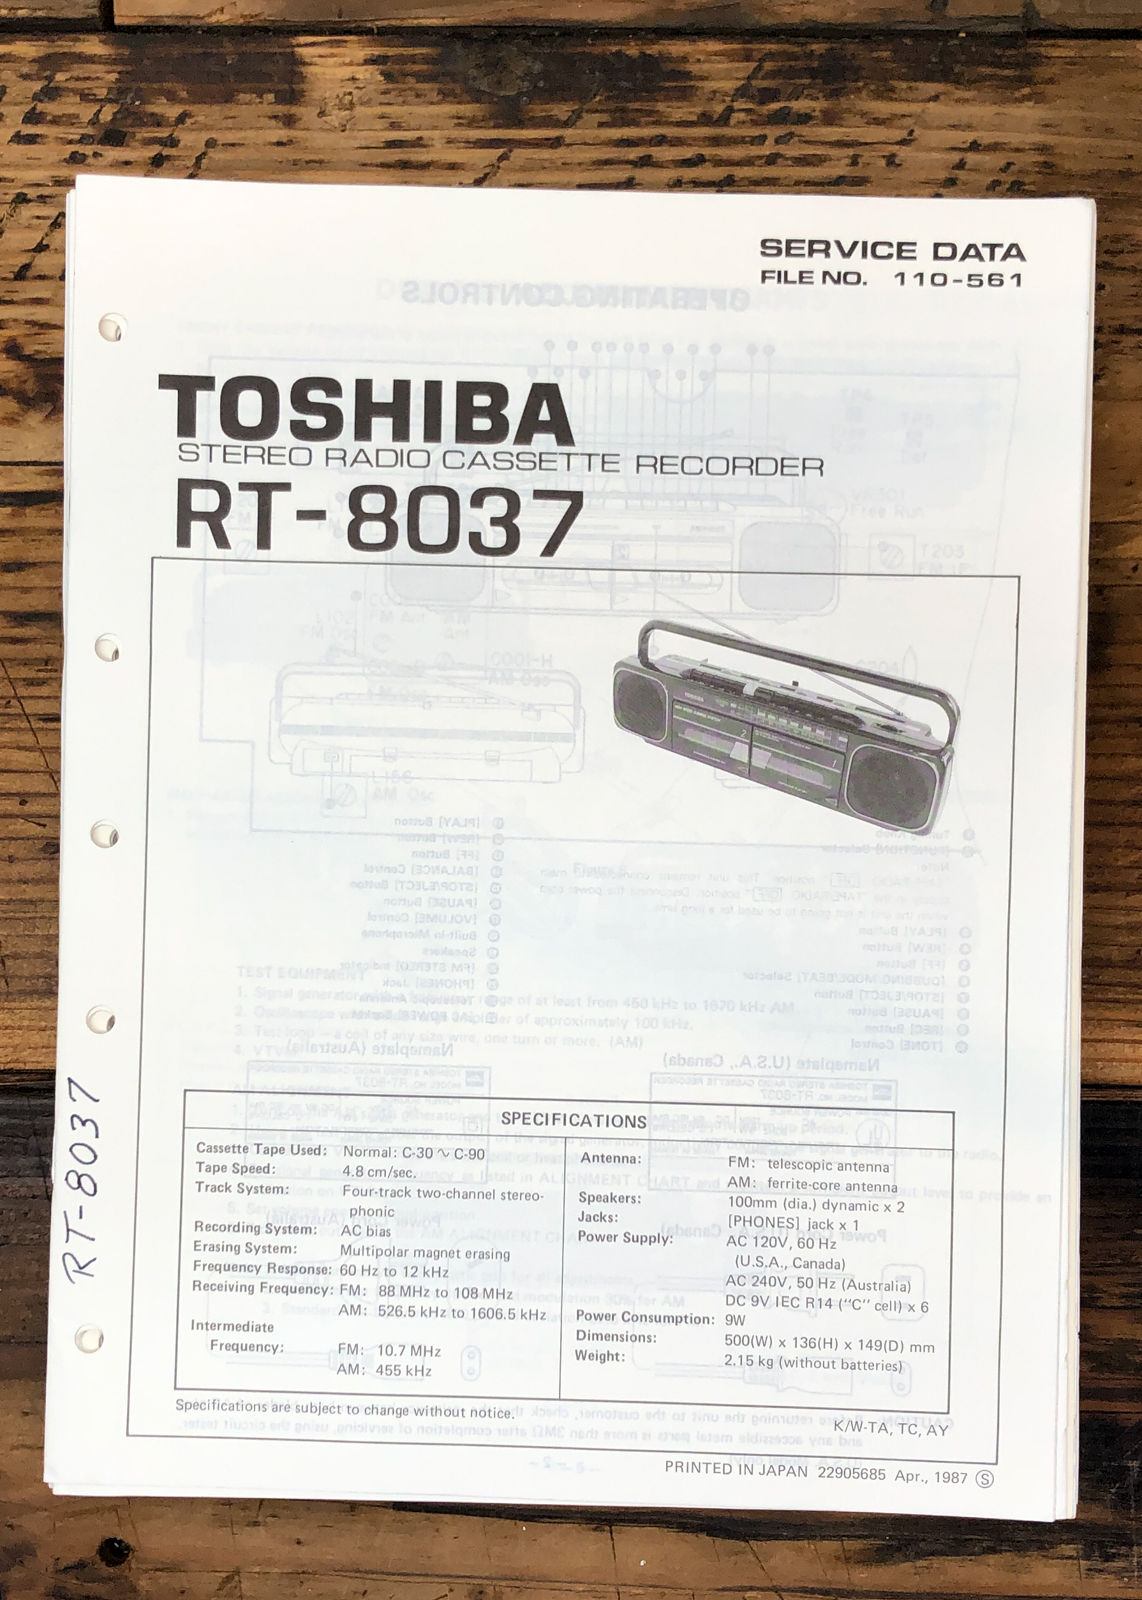 SERVICE DATA
FILE NO. 110-561
TOSHIBA
STEREO RADIO CASSETTE RECORDER
RT-8037
TOSHIBA
SPECIFICATIONS
Cassette Tape Used: Normal: C-30 ∿ C-90
Tape Speed: 4.8 cm/sec.
Track System: Four-track two-channel stereo-
phonic
Recording System: AC bias
Erasing System: Multipolar magnet erasing
Frequency Response: 60 Hz to 12 kHz
Receiving Frequency: FM: 88 MHz to 108 MHz
AM: 526.5 kHz to 1606.5 kHz
Intermediate
Frequency: FM: 10.7 MHz
AM: 455 kHz
Antenna: FM: telescopic antenna
AM: ferrite-core antenna
Speakers: 100mm (dia.) dynamic x 2
Jacks: [PHONES] jack x 1
Power Supply: AC 120V, 60 Hz
(U.S.A., Canada)
AC 240V, 50 Hz (Australia)
DC 9V IEC R14 ("C" cell) x 6
Power Consumption: 9W
Dimensions: 500(W) x 136(H) x 149(D) mm
Weight: 2.15 kg (without batteries)
Specifications are subject to change without notice.
K/W-TA, TC, AY
PRINTED IN JAPAN 22905685 Apr., 1987 Ⓢ
RT-8037